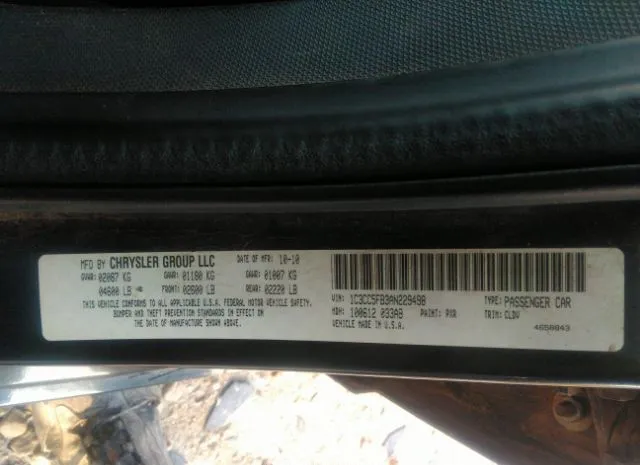 MFD BY CHRYSLER GROUP LLC DATE OF MFR: 10-10
GVWR: 02087 KG GAWR: 01180 KG GAWR: 01007 KG
04600 LB FRONT: 02600 LB REAR: 02220 LB
THIS VEHICLE CONFORMS TO ALL APPLICABLE U.S.A. FEDERAL MOTOR VEHICLE SAFETY,
BUMPER AND THEFT PREVENTION STANDARDS IN EFFECT ON
THE DATE OF MANUFACTURE SHOWN ABOVE.
VIN: 1C3CC5FB3AN229498 TYPE: PASSENGER CAR
MDH: 100612 033AB PAINT: PXR TRIM: CLDV
VEHICLE MADE IN U.S.A.
4658843